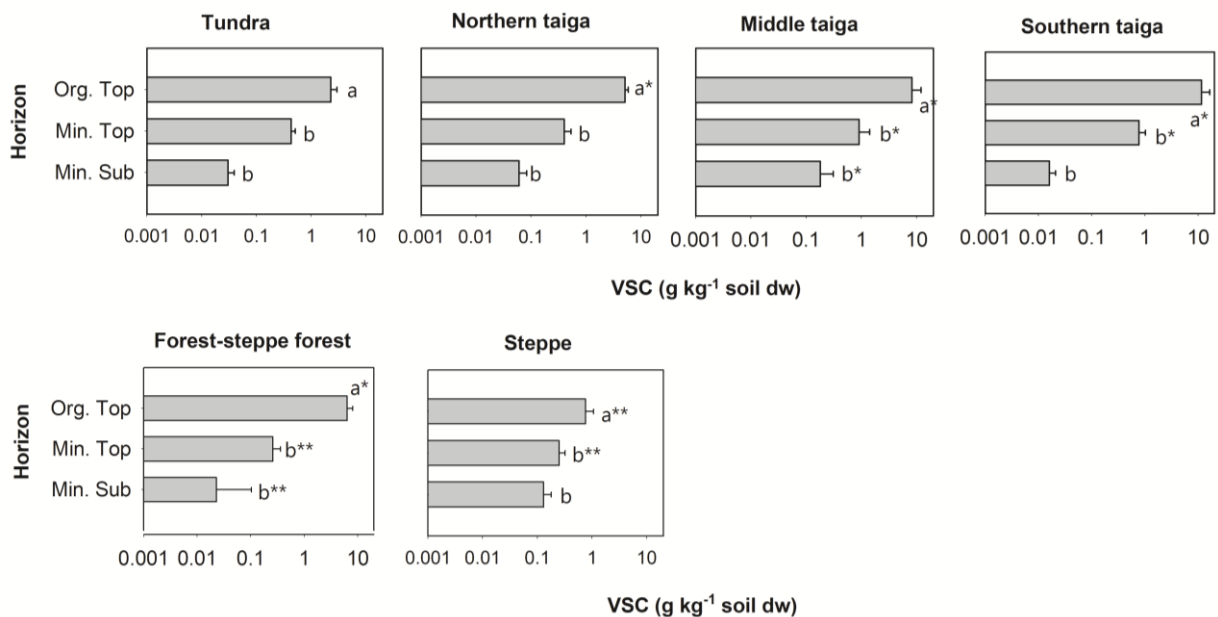 Tundra
Northern taiga
Middle taiga
Southern taiga
Horizon
Org. Top
Min. Top
Min. Sub
a
b
b
a*
b
b
a*
b*
b*
a*
b*
b
0.001 0.01 0.1 1 10
0.001 0.01 0.1 1 10
0.001 0.01 0.1 1 10
0.001 0.01 0.1 1 10
VSC (g kg⁻¹ soil dw)
Forest-steppe forest
Steppe
Horizon
Org. Top
Min. Top
Min. Sub
a*
b**
b**
a**
b**
b
0.001 0.01 0.1 1 10
0.001 0.01 0.1 1 10
VSC (g kg⁻¹ soil dw)